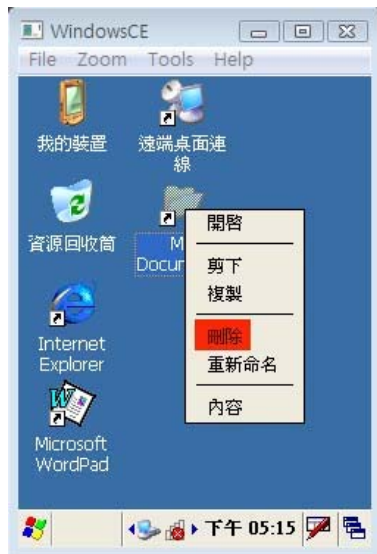 WindowsCE
File Zoom Tools Help
我的裝置
遠端桌面連
線
資源回收筒
M
Docum
Internet
Explorer
Microsoft
WordPad
開啓
剪下
複製
刪除
重新命名
內容
下午 05:15